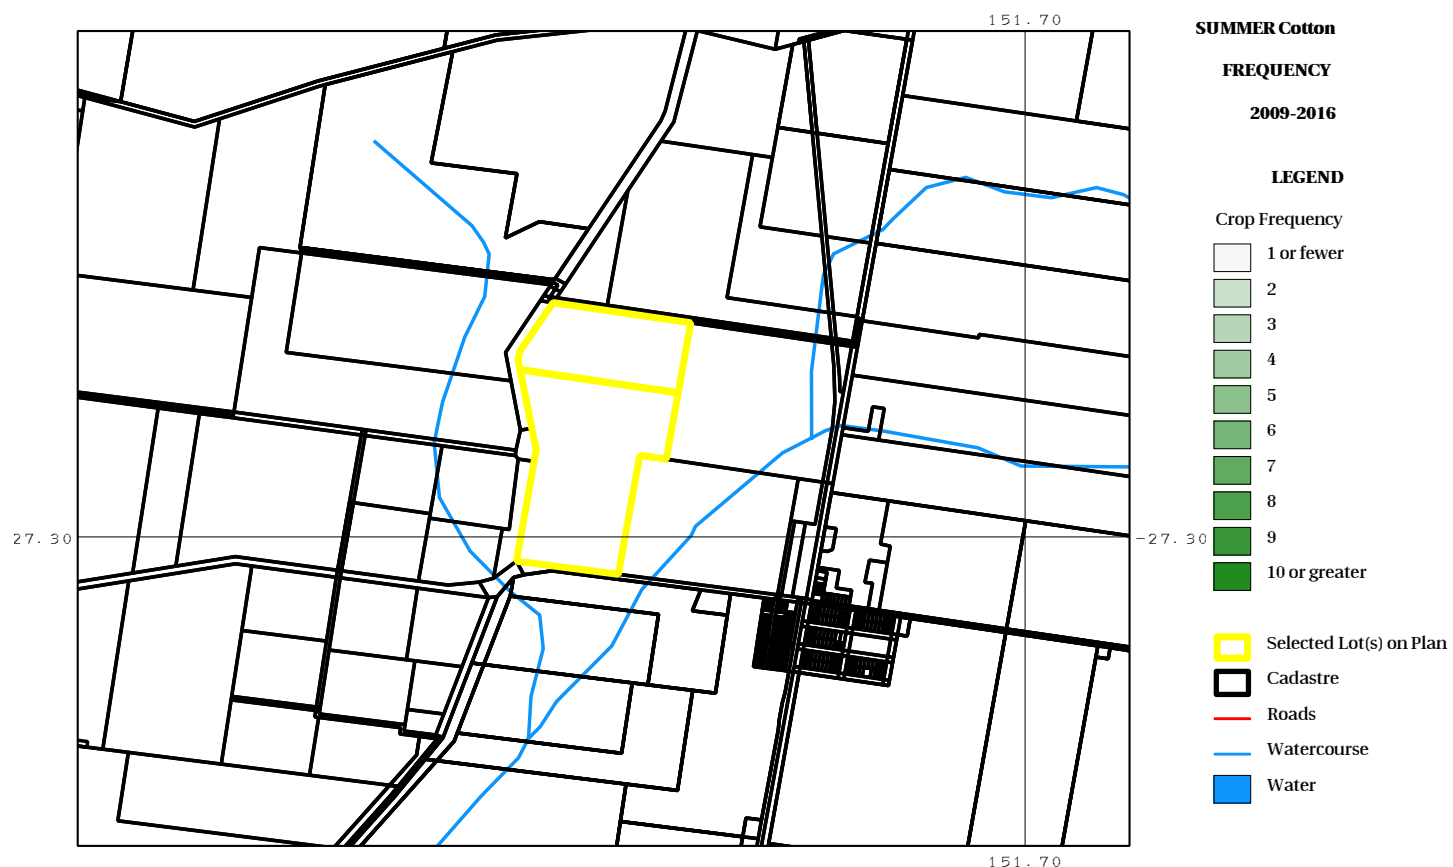 151.70
SUMMER Cotton
FREQUENCY
2009-2016
LEGEND
Crop Frequency
1 or fewer
2
3
4
5
6
7
8
9
10 or greater
27.30
-27.30
Selected Lot(s) on Plan
Cadastre
Roads
Watercourse
Water
151.70